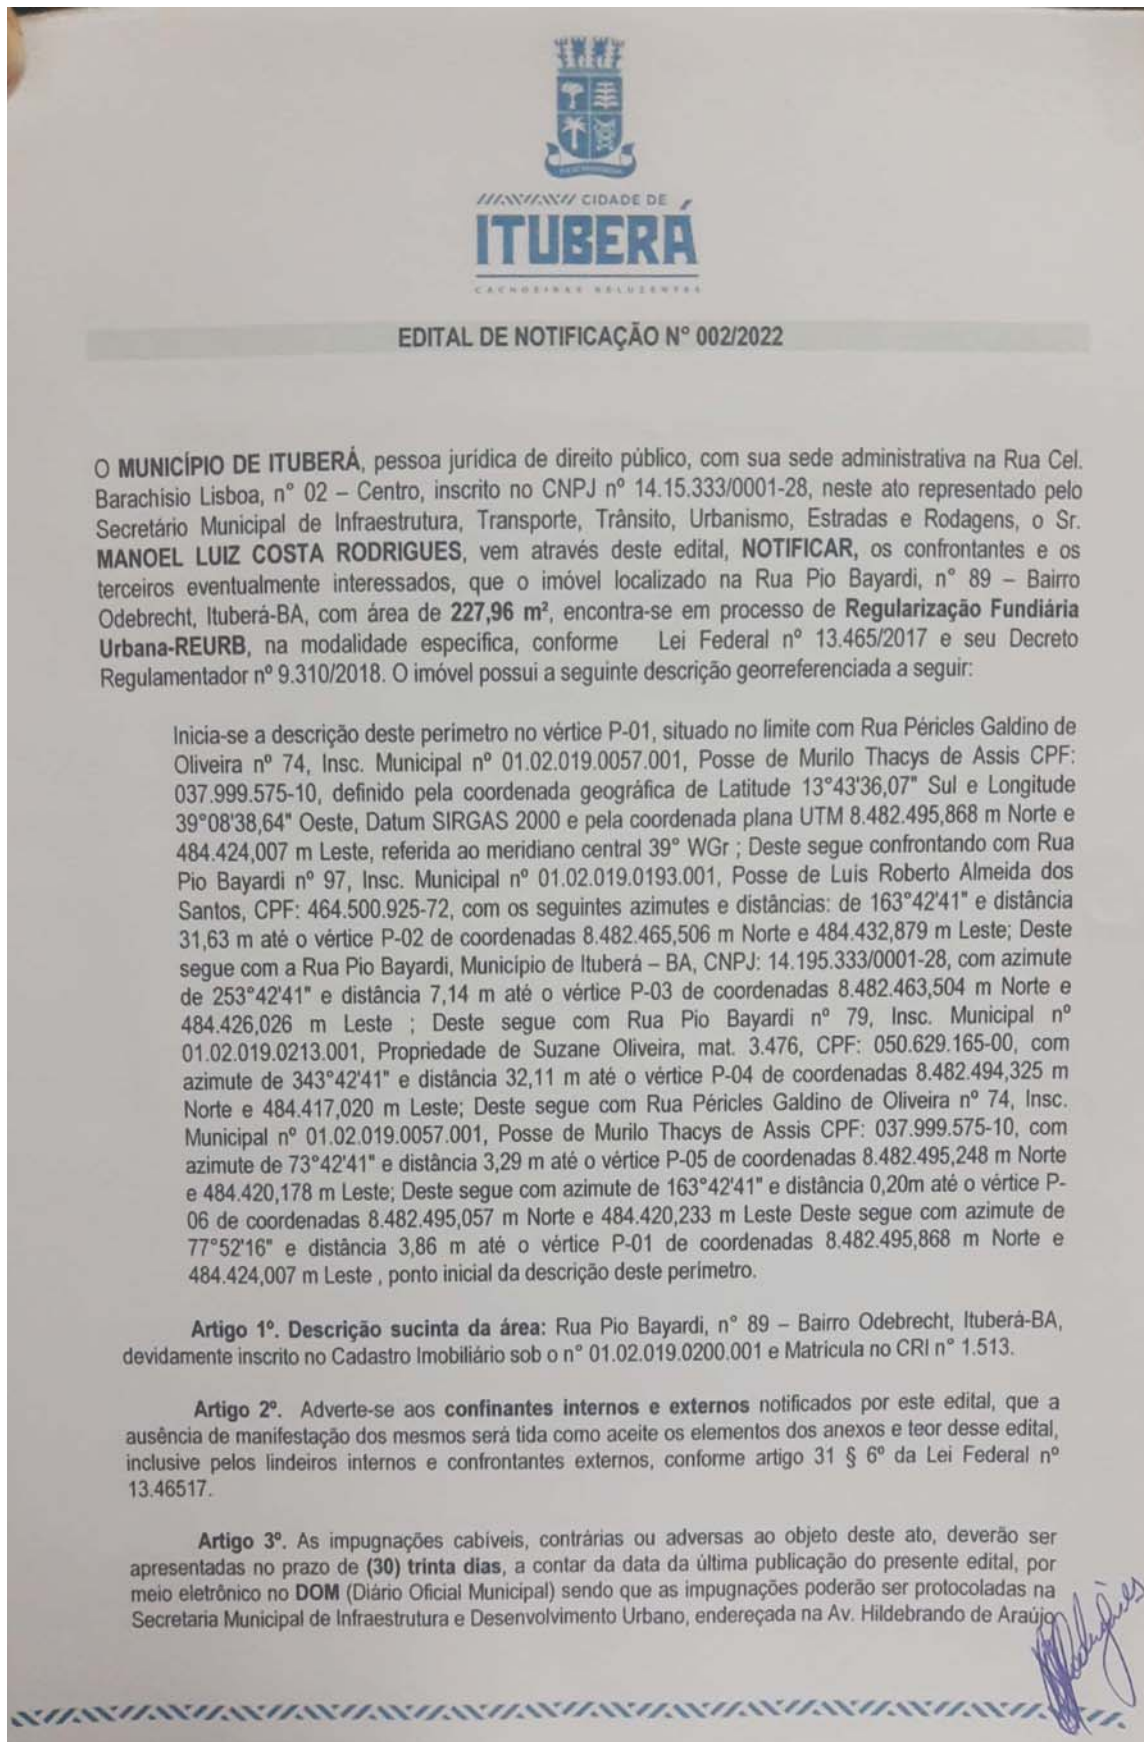 CIDADE DE
ITUBERÁ
CACHOEIRAS RELUZENTES
EDITAL DE NOTIFICAÇÃO N° 002/2022
O MUNICÍPIO DE ITUBERÁ, pessoa jurídica de direito público, com sua sede administrativa na Rua Cel.
Barachisio Lisboa, n° 02 – Centro, inscrito no CNPJ nº 14.15.333/0001-28, neste ato representado pelo
Secretário Municipal de Infraestrutura, Transporte, Trânsito, Urbanismo, Estradas e Rodagens, o Sr.
MANOEL LUIZ COSTA RODRIGUES, vem através deste edital, NOTIFICAR, os confrontantes e os
terceiros eventualmente interessados, que o imóvel localizado na Rua Pio Bayardi, n° 89 – Bairro
Odebrecht, Ituberá-BA, com área de 227,96 m², encontra-se em processo de Regularização Fundiária
Urbana-REURB, na modalidade específica, conforme Lei Federal nº 13.465/2017 e seu Decreto
Regulamentador nº 9.310/2018. O imóvel possui a seguinte descrição georreferenciada a seguir:
Inicia-se a descrição deste perímetro no vértice P-01, situado no limite com Rua Péricles Galdino de
Oliveira nº 74, Insc. Municipal nº 01.02.019.0057.001, Posse de Murilo Thacys de Assis CPF:
037.999.575-10, definido pela coordenada geográfica de Latitude 13°43'36,07" Sul e Longitude
39°08'38,64" Oeste, Datum SIRGAS 2000 e pela coordenada plana UTM 8.482.495,868 m Norte e
484.424,007 m Leste, referida ao meridiano central 39° WGr ; Deste segue confrontando com Rua
Pio Bayardi nº 97, Insc. Municipal nº 01.02.019.0193.001, Posse de Luis Roberto Almeida dos
Santos, CPF: 464.500.925-72, com os seguintes azimutes e distâncias: de 163°42'41" e distância
31,63 m até o vértice P-02 de coordenadas 8.482.465,506 m Norte e 484.432,879 m Leste; Deste
segue com a Rua Pio Bayardi, Município de Ituberá – BA, CNPJ: 14.195.333/0001-28, com azimute
de 253°42'41" e distância 7,14 m até o vértice P-03 de coordenadas 8.482.463,504 m Norte e
484.426,026 m Leste ; Deste segue com Rua Pio Bayardi nº 79, Insc. Municipal nº
01.02.019.0213.001, Propriedade de Suzane Oliveira, mat. 3.476, CPF: 050.629.165-00, com
azimute de 343°42'41" e distância 32,11 m até o vértice P-04 de coordenadas 8.482.494,325 m
Norte e 484.417,020 m Leste; Deste segue com Rua Péricles Galdino de Oliveira nº 74, Insc.
Municipal nº 01.02.019.0057.001, Posse de Murilo Thacys de Assis CPF: 037.999.575-10, com
azimute de 73°42'41" e distância 3,29 m até o vértice P-05 de coordenadas 8.482.495,248 m Norte
e 484.420,178 m Leste; Deste segue com azimute de 163°42'41" e distância 0,20m até o vértice P-
06 de coordenadas 8.482.495,057 m Norte e 484.420,233 m Leste Deste segue com azimute de
77°52'16" e distância 3,86 m até o vértice P-01 de coordenadas 8.482.495,868 m Norte e
484.424,007 m Leste , ponto inicial da descrição deste perímetro.
Artigo 1º. Descrição sucinta da área: Rua Pio Bayardi, n° 89 – Bairro Odebrecht, Ituberá-BA,
devidamente inscrito no Cadastro Imobiliário sob o n° 01.02.019.0200.001 e Matricula no CRI n° 1.513.
Artigo 2º. Adverte-se aos confinantes internos e externos notificados por este edital, que a
ausência de manifestação dos mesmos será tida como aceite os elementos dos anexos e teor desse edital,
inclusive pelos lindeiros internos e confrontantes externos, conforme artigo 31 § 6º da Lei Federal nº
13.46517.
Artigo 3º. As impugnações cabíveis, contrárias ou adversas ao objeto deste ato, deverão ser
apresentadas no prazo de (30) trinta dias, a contar da data da última publicação do presente edital, por
meio eletrônico no DOM (Diário Oficial Municipal) sendo que as impugnações poderão ser protocoladas na
Secretaria Municipal de Infraestrutura e Desenvolvimento Urbano, endereçada na Av. Hildebrando de Araújo